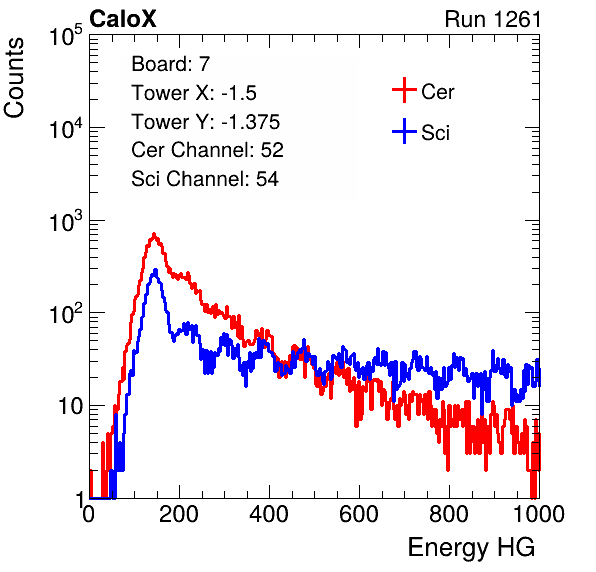 CaloX Run 1261
Counts
Board: 7
Tower X: -1.5
Tower Y: -1.375
Cer Channel: 52
Sci Channel: 54
Cer
Sci
10^5
10^4
10^3
10^2
10
1
0 200 400 600 800 1000
Energy HG